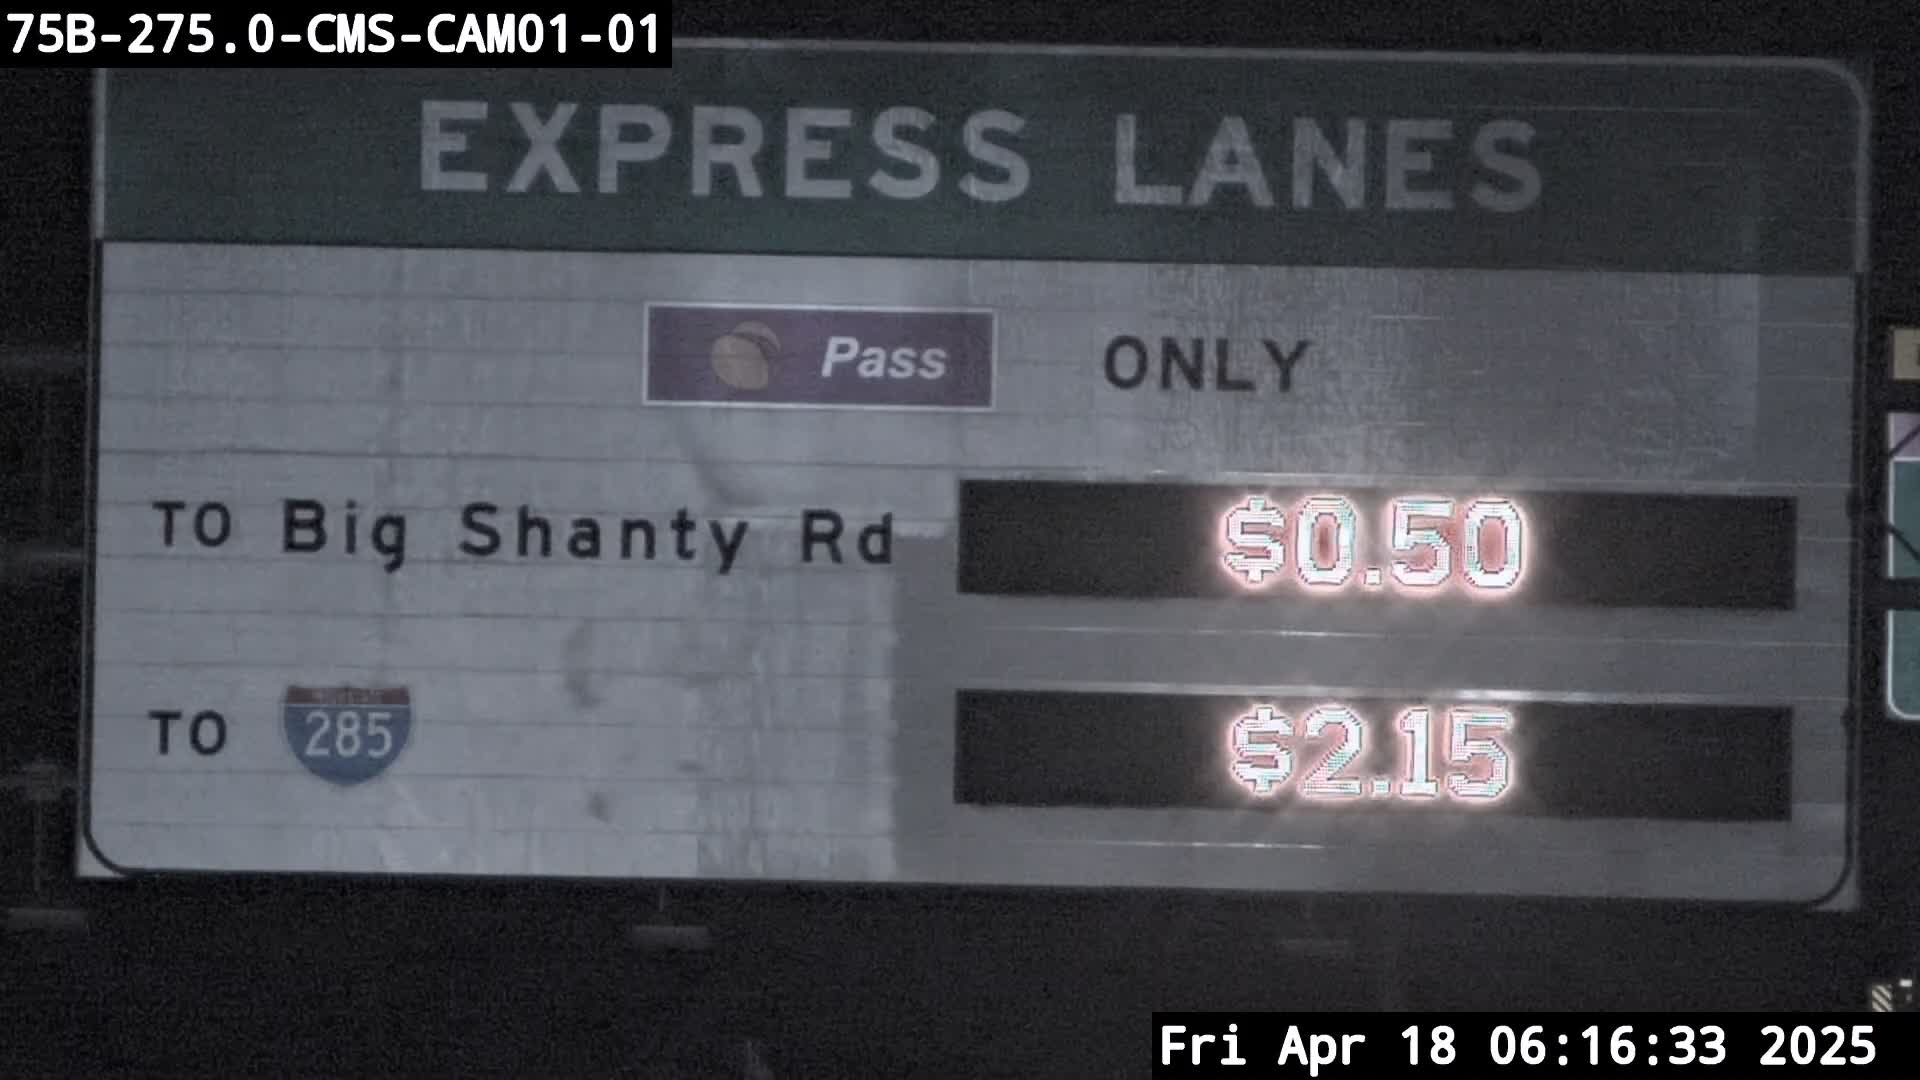 75B-275.0-CMS-CAM01-01
EXPRESS LANES
Pass ONLY
TO Big Shanty Rd $0.50
TO 285 $2.15
Fri Apr 18 06:16:33 2025